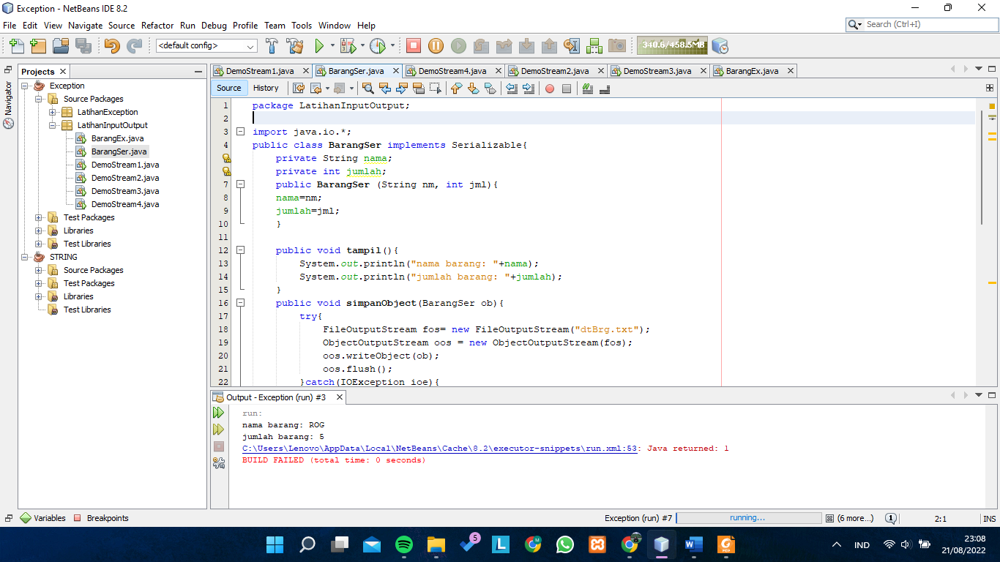 Exception - NetBeans IDE 8.2
File Edit View Navigate Source Refactor Run Debug Profile Team Tools Window Help
Search (Ctrl+I)
<default config>
340.6/458.5MB
Projects
Navigator
Exception
Source Packages
LatihanException
LatihanInputOutput
BarangEx.java
BarangSer.java
DemoStream1.java
DemoStream2.java
DemoStream3.java
DemoStream4.java
Test Packages
Libraries
Test Libraries
STRING
Source Packages
Test Packages
Libraries
Test Libraries
DemoStream1.java BarangSer.java DemoStream4.java DemoStream2.java DemoStream3.java BarangEx.java
Source History
1 package LatihanInputOutput;
2
3 import java.io.*;
4 public class BarangSer implements Serializable{
private String nama;
private int jumlah;
7 public BarangSer (String nm, int jml){
8 nama=nm;
9 jumlah=jml;
10 }
11
12 public void tampil(){
13 System.out.println("nama barang: "+nama);
14 System.out.println("jumlah barang: "+jumlah);
15 }
16 public void simpanObject(BarangSer ob){
17 try{
18 FileOutputStream fos= new FileOutputStream("dtBrg.txt");
19 ObjectOutputStream oos = new ObjectOutputStream(fos);
20 oos.writeObject(ob);
21 oos.flush();
22 }catch(IOException ioe){
Output - Exception (run) #3
run:
nama barang: ROG
jumlah barang: 5
C:\Users\Lenovo\AppData\Local\NetBeans\Cache\8.2\executor-snippets\run.xml:53: Java returned: 1
BUILD FAILED (total time: 0 seconds)
Variables Breakpoints
Exception (run) #7 running... (6 more...) 1 2:1 INS
5
L
M
W
PDF
IND
23:08
21/08/2022